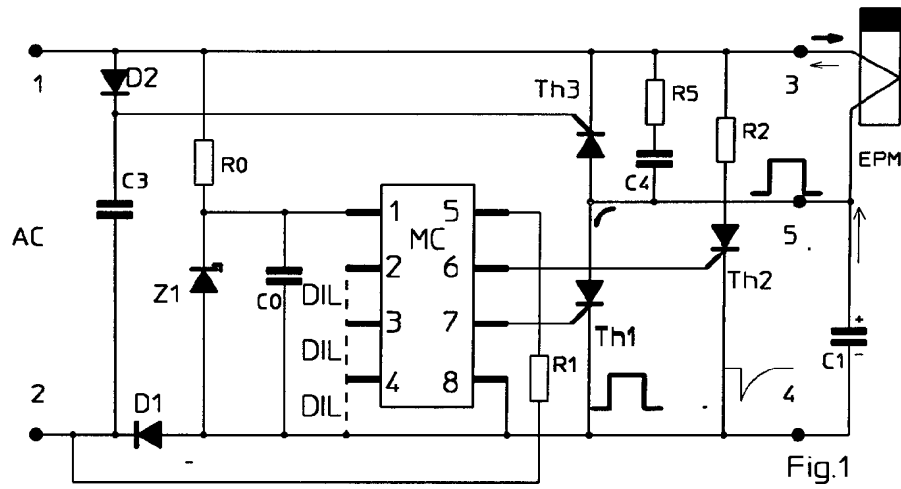 1
D2
Th3
R5
3
R2
EPM
R0
C3
C4
AC
1
5
MC
5
2
6
Z1
C0
DIL
Th2
3
7
DIL
Th1
+
R1
C1
-
4
8
DIL
4
2
D1
Fig.1